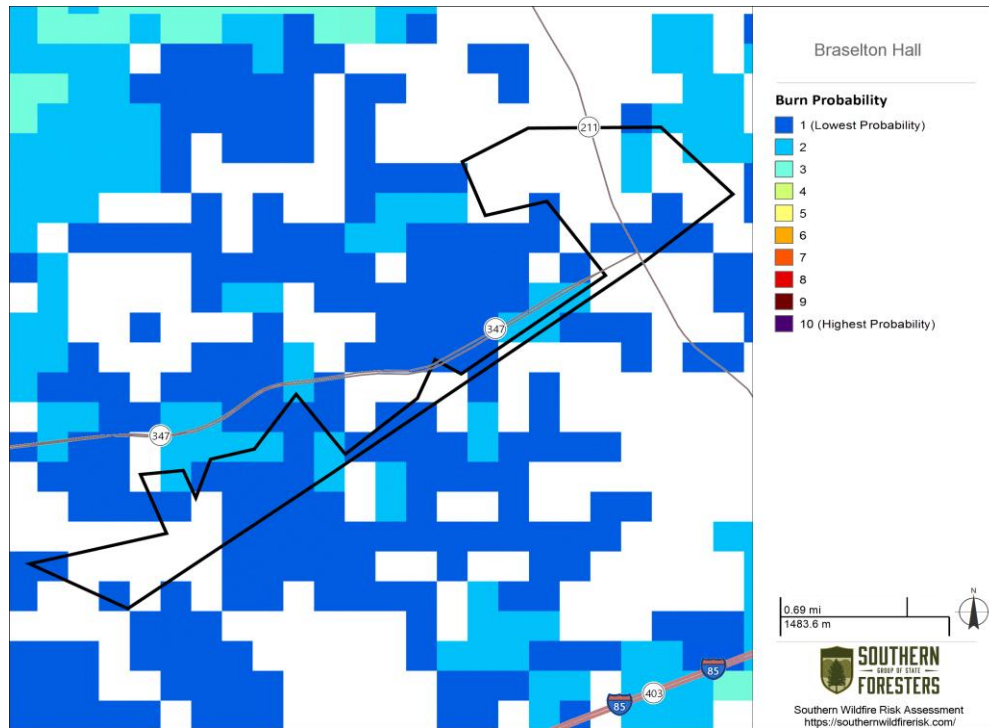 Braselton Hall
Burn Probability
1 (Lowest Probability)
2
3
4
5
6
7
8
9
10 (Highest Probability)
211
347
347
85
403
85
0.69 mi
1483.6 m
N
SOUTHERN
GROUP OF STATE
FORESTERS
Southern Wildfire Risk Assessment
https://southernwildfirerisk.com/